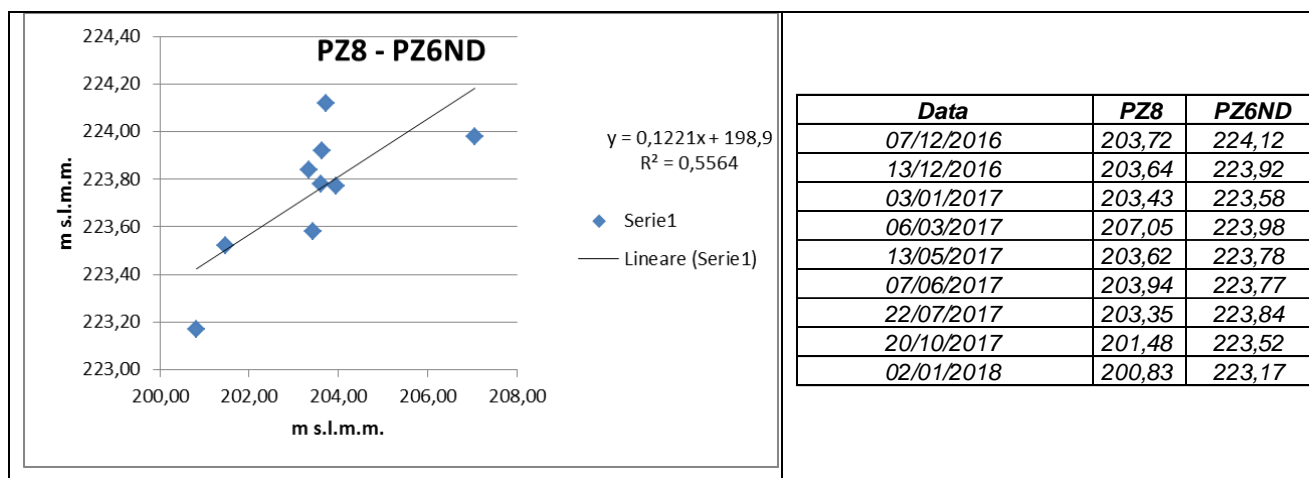 PZ8 - PZ6ND
224,40
224,20
224,00
223,80
223,60
223,40
223,20
223,00
m s.l.m.m.
200,00 202,00 204,00 206,00 208,00
m s.l.m.m.
y = 0,1221x + 198,9
R² = 0,5564
Serie1
Lineare (Serie1)
Data PZ8 PZ6ND
07/12/2016 203,72 224,12
13/12/2016 203,64 223,92
03/01/2017 203,43 223,58
06/03/2017 207,05 223,98
13/05/2017 203,62 223,78
07/06/2017 203,94 223,77
22/07/2017 203,35 223,84
20/10/2017 201,48 223,52
02/01/2018 200,83 223,17